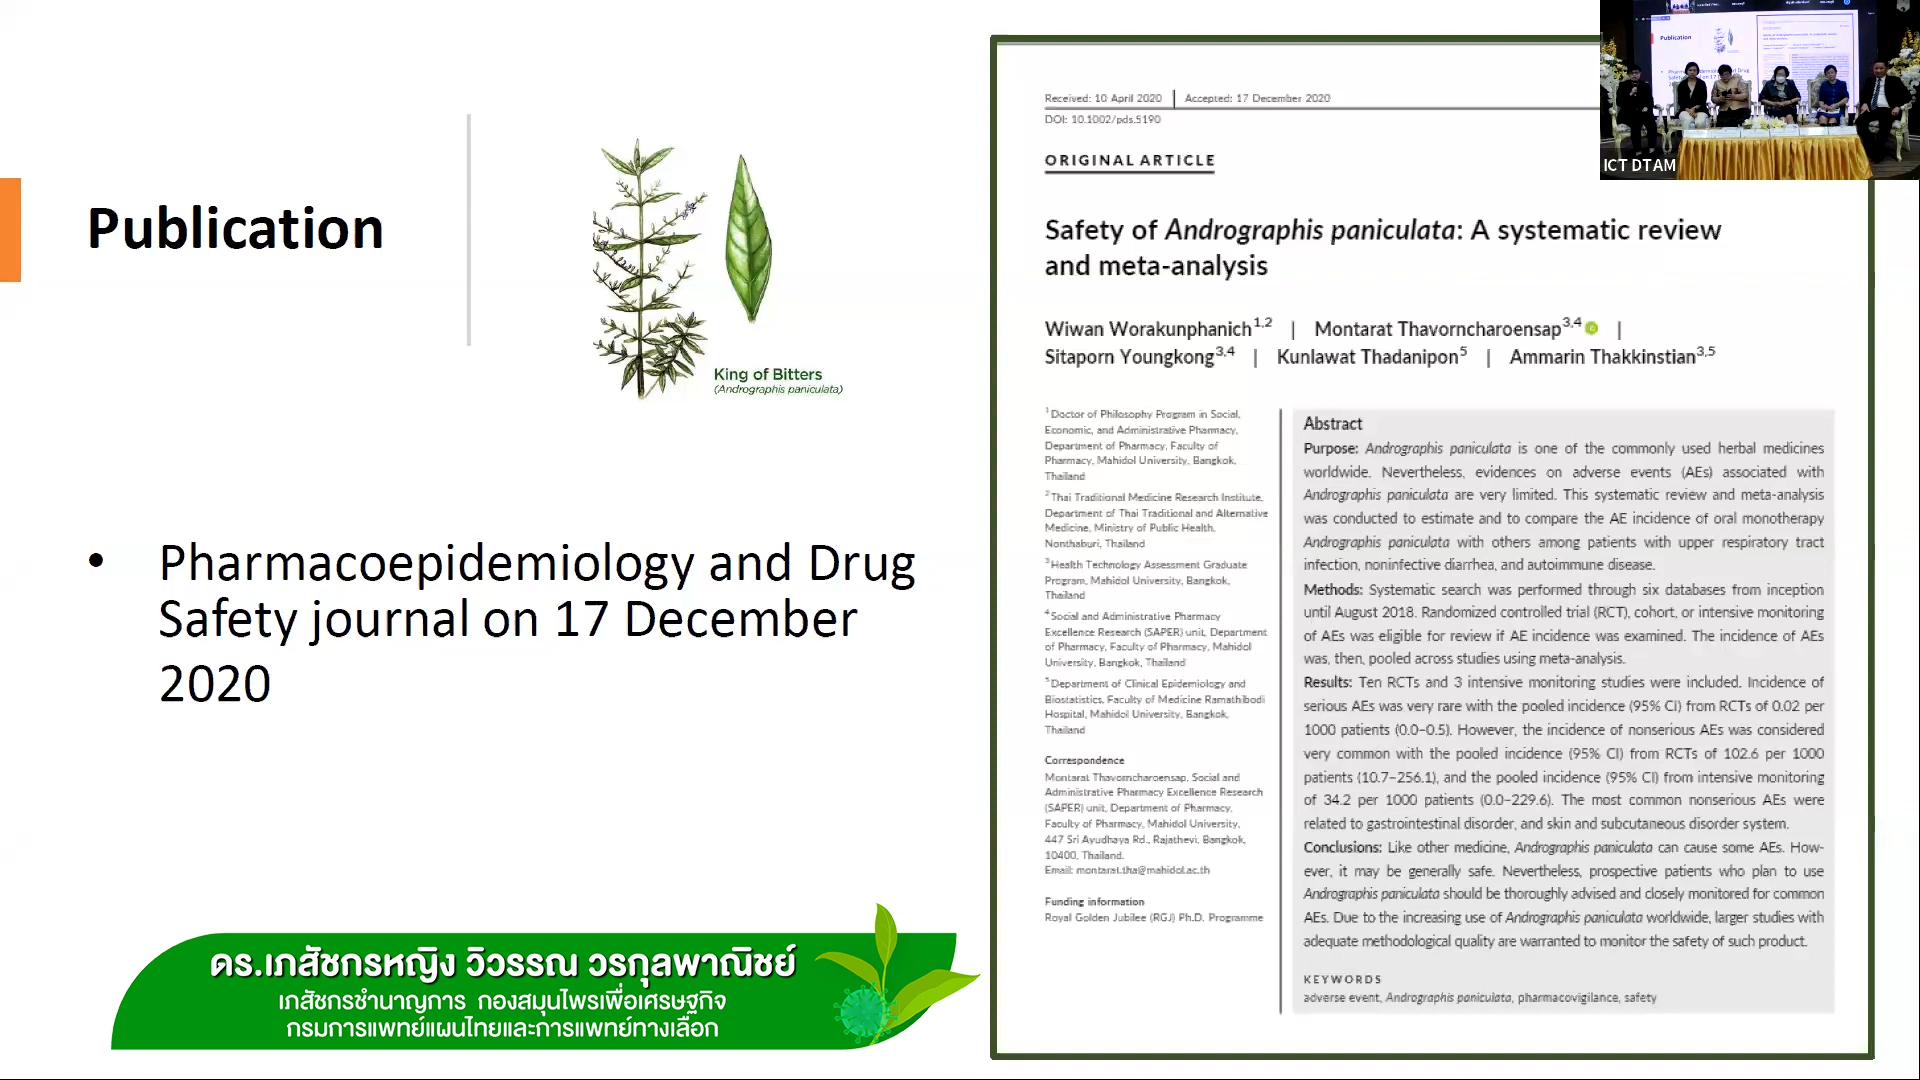 Publication
King of Bitters
(Andrographis paniculata)
• Pharmacoepidemiology and Drug
Safety journal on 17 December
2020
ดร.เภสัชกรหญิง วิวรรณ วรกุลพาณิชย์
เภสัชกรชำนาญการ กองสมุนไพรเพื่อเศรษฐกิจ
กรมการแพทย์แผนไทยและการแพทย์ทางเลือก
Received: 10 April 2020 | Accepted: 17 December 2020
DOI: 10.1002/pds.5190
ORIGINAL ARTICLE
Safety of Andrographis paniculata: A systematic review
and meta-analysis
Wiwan Worakunphanich1,2 | Montarat Thavorncharoensap3,4 |
Sitaporn Youngkong3,4 | Kunlawat Thadanipon5 | Ammarin Thakkinstian3,5
1Doctor of Philosophy Program in Social,
Economic, and Administrative Pharmacy,
Department of Pharmacy, Faculty of
Pharmacy, Mahidol University, Bangkok,
Thailand
2Thai Traditional Medicine Research Institute,
Department of Thai Traditional and Alternative
Medicine, Ministry of Public Health,
Nonthaburi, Thailand
3Health Technology Assessment Graduate
Program, Mahidol University, Bangkok,
Thailand
4Social and Administrative Pharmacy
Excellence Research (SAPER) unit, Department
of Pharmacy, Faculty of Pharmacy, Mahidol
University, Bangkok, Thailand
5Department of Clinical Epidemiology and
Biostatistics, Faculty of Medicine Ramathibodi
Hospital, Mahidol University, Bangkok,
Thailand
Correspondence
Montarat Thavorncharoensap, Social and
Administrative Pharmacy Excellence Research
(SAPER) unit, Department of Pharmacy,
Faculty of Pharmacy, Mahidol University,
447 Sri Ayudhaya Rd., Rajathevi, Bangkok,
10400, Thailand.
Email: montarat.tha@mahidol.ac.th
Funding information
Royal Golden Jubilee (RGJ) Ph.D. Programme
Abstract
Purpose: Andrographis paniculata is one of the commonly used herbal medicines
worldwide. Nevertheless, evidences on adverse events (AEs) associated with
Andrographis paniculata are very limited. This systematic review and meta-analysis
was conducted to estimate and to compare the AE incidence of oral monotherapy
Andrographis paniculata with others among patients with upper respiratory tract
infection, noninfective diarrhea, and autoimmune disease.
Methods: Systematic search was performed through six databases from inception
until August 2018. Randomized controlled trial (RCT), cohort, or intensive monitoring
of AEs was eligible for review if AE incidence was examined. The incidence of AEs
was, then, pooled across studies using meta-analysis.
Results: Ten RCTs and 3 intensive monitoring studies were included. Incidence of
serious AEs was very rare with the pooled incidence (95% CI) from RCTs of 0.02 per
1000 patients (0.0–0.5). However, the incidence of nonserious AEs was considered
very common with the pooled incidence (95% CI) from RCTs of 102.6 per 1000
patients (10.7–256.1), and the pooled incidence (95% CI) from intensive monitoring
of 34.2 per 1000 patients (0.0–229.6). The most common nonserious AEs were
related to gastrointestinal disorder, and skin and subcutaneous disorder system.
Conclusions: Like other medicine, Andrographis paniculata can cause some AEs. How-
ever, it may be generally safe. Nevertheless, prospective patients who plan to use
Andrographis paniculata should be thoroughly advised and closely monitored for common
AEs. Due to the increasing use of Andrographis paniculata worldwide, larger studies with
adequate methodological quality are warranted to monitor the safety of such product.
KEYWORDS
adverse event, Andrographis paniculata, pharmacovigilance, safety
Publication
ICT DTAM